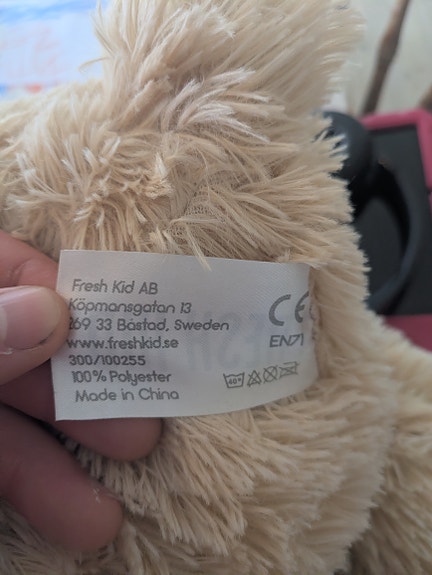 Fresh Kid AB
Köpmansgatan 13
269 33 Båstad, Sweden
www.freshkid.se
300/100255
100% Polyester
Made in China
CE
EN71
40°